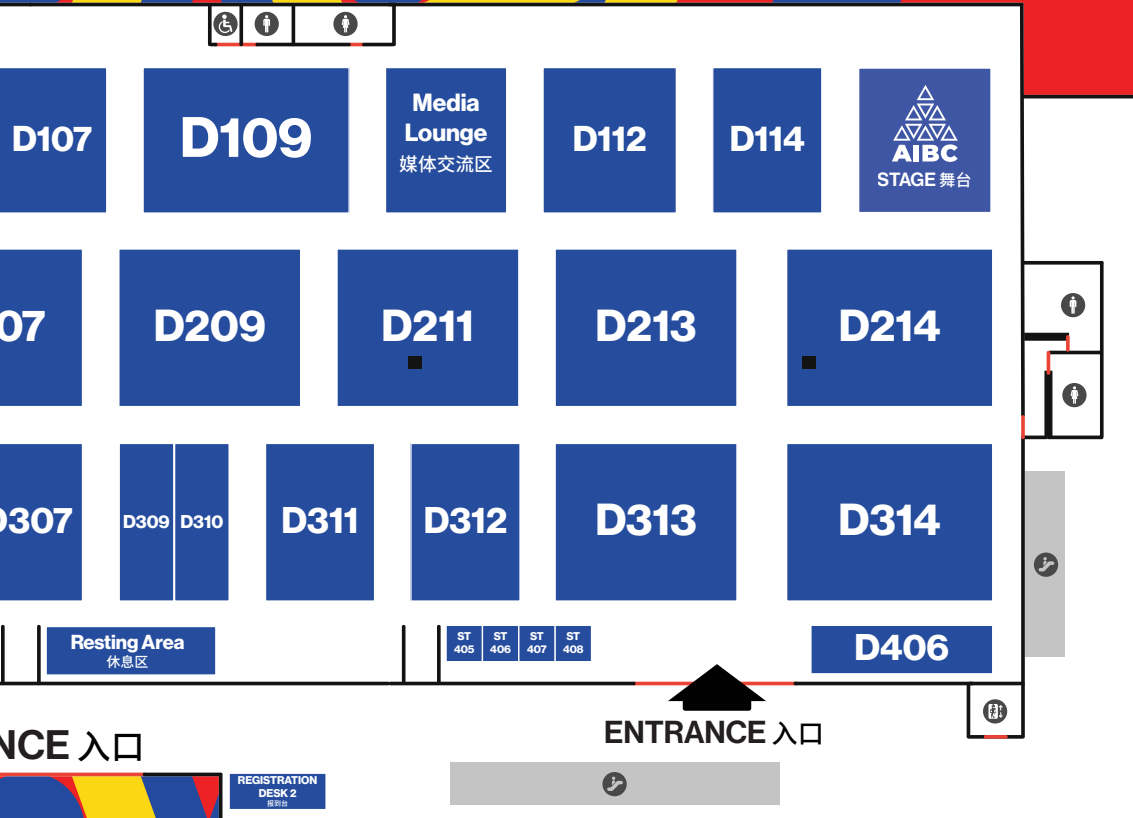 D107
D109
Media
Lounge
媒体交流区
D112
D114
AIBC
STAGE 舞台
07
D209
D211
D213
D214
D307
D309
D310
D311
D312
D313
D314
Resting Area
休息区
ST
405
ST
406
ST
407
ST
408
D406
NCE 入口
ENTRANCE 入口
REGISTRATION
DESK 2
报到台